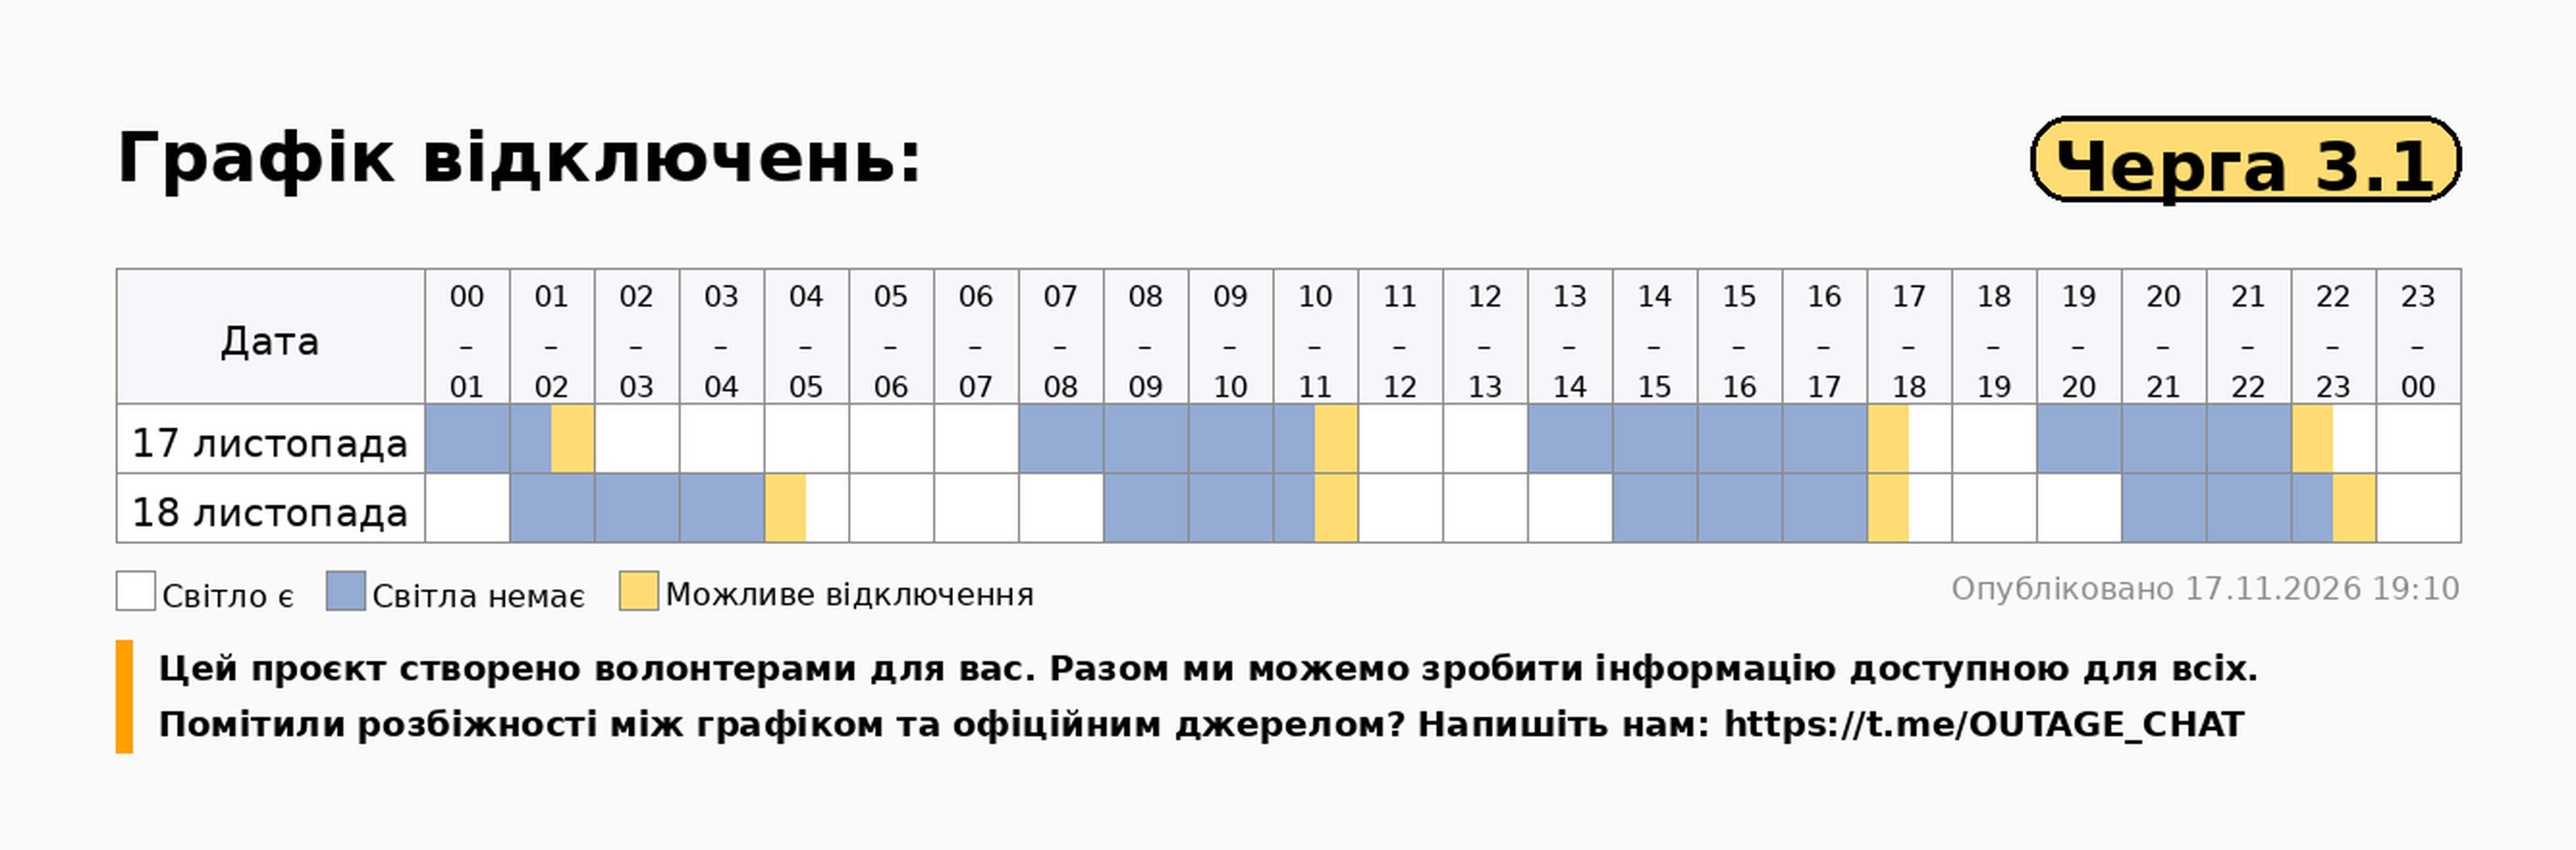 Графік відключень:
Черга 3.1
Дата
00 – 01
01 – 02
02 – 03
03 – 04
04 – 05
05 – 06
06 – 07
07 – 08
08 – 09
09 – 10
10 – 11
11 – 12
12 – 13
13 – 14
14 – 15
15 – 16
16 – 17
17 – 18
18 – 19
19 – 20
20 – 21
21 – 22
22 – 23
23 – 00
17 листопада
18 листопада
Світло є
Світла немає
Можливе відключення
Опубліковано 17.11.2026 19:10
Цей проєкт створено волонтерами для вас. Разом ми можемо зробити інформацію доступною для всіх.
Помітили розбіжності між графіком та офіційним джерелом? Напишіть нам: https://t.me/OUTAGE_CHAT